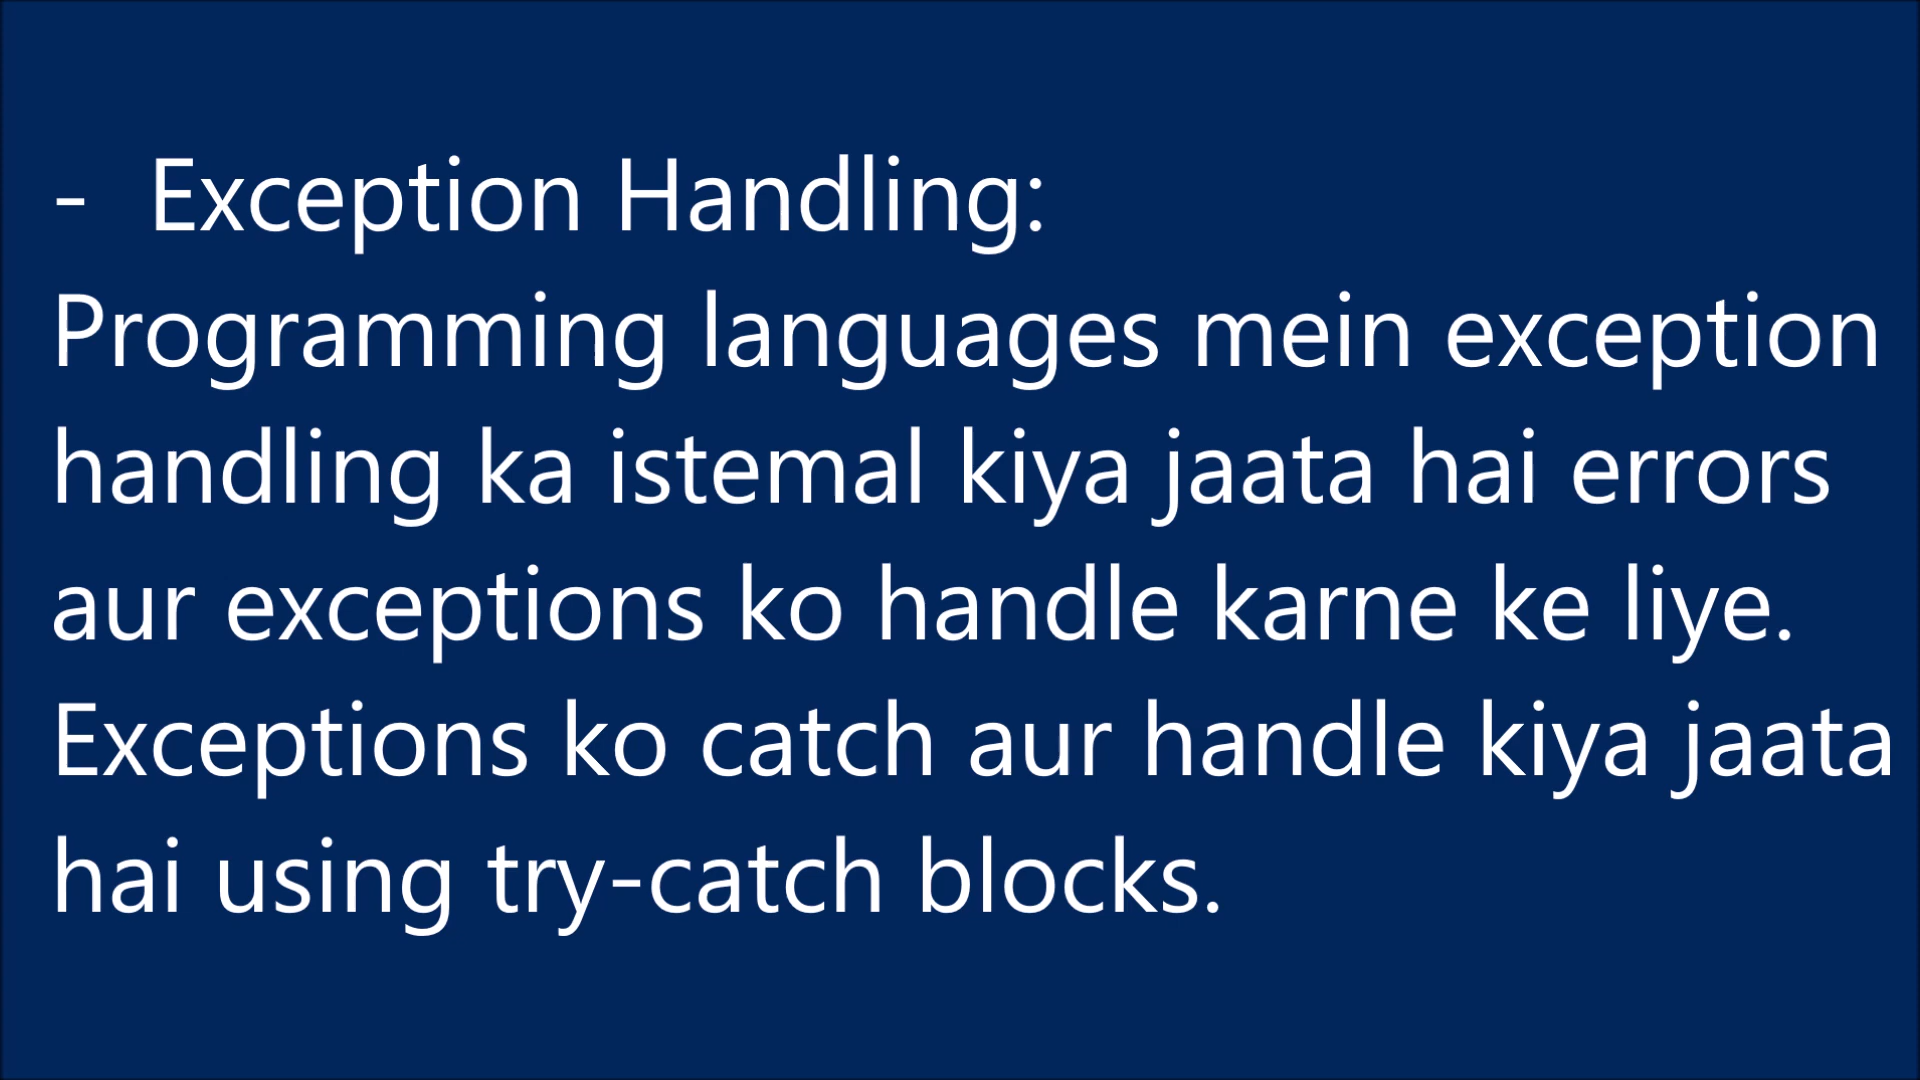 - Exception Handling:
Programming languages mein exception
handling ka istemal kiya jaata hai errors
aur exceptions ko handle karne ke liye.
Exceptions ko catch aur handle kiya jaata
hai using try-catch blocks.